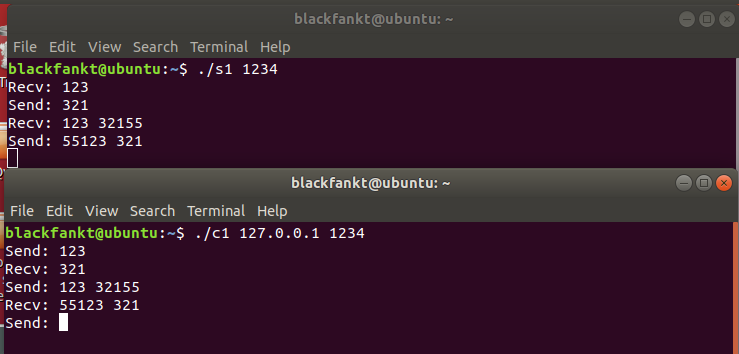 blackfankt@ubuntu: ~
File Edit View Search Terminal Help
blackfankt@ubuntu:~$ ./s1 1234
Recv: 123
Send: 321
Recv: 123 32155
Send: 55123 321
blackfankt@ubuntu: ~
File Edit View Search Terminal Help
blackfankt@ubuntu:~$ ./c1 127.0.0.1 1234
Send: 123
Recv: 321
Send: 123 32155
Recv: 55123 321
Send: